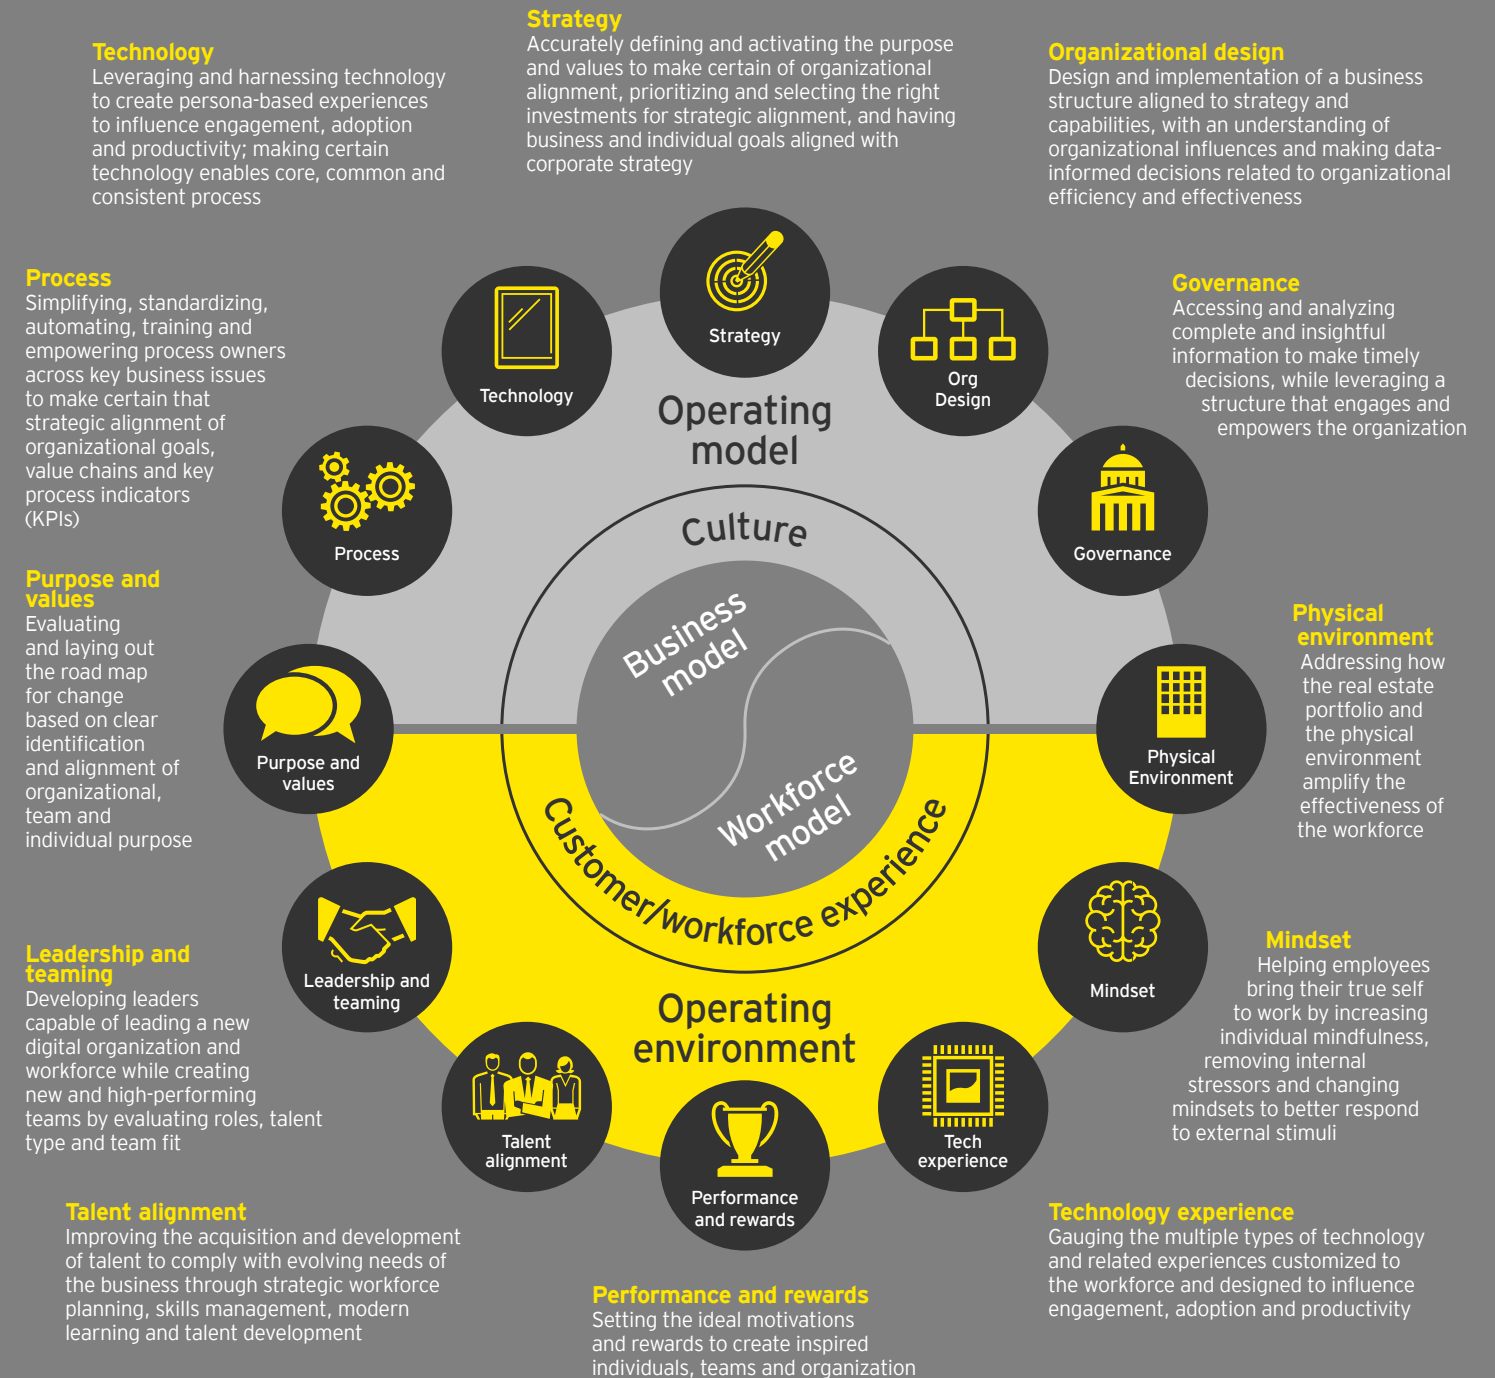 Strategy
Accurately defining and activating the purpose
and values to make certain of organizational
alignment, prioritizing and selecting the right
investments for strategic alignment, and having
business and individual goals aligned with
corporate strategy
Technology
Leveraging and harnessing technology
to create persona-based experiences
to influence engagement, adoption
and productivity; making certain
technology enables core, common and
consistent process
Organizational design
Design and implementation of a business
structure aligned to strategy and
capabilities, with an understanding of
organizational influences and making data-
informed decisions related to organizational
efficiency and effectiveness
Process
Simplifying, standardizing,
automating, training and
empowering process owners
across key business issues
to make certain that
strategic alignment of
organizational goals,
value chains and key
process indicators
(KPIs)
Governance
Accessing and analyzing
complete and insightful
information to make timely
decisions, while leveraging a
structure that engages and
empowers the organization
Strategy
Technology
Org
Design
Process
Governance
Operating
model
Culture
Business
model
Workforce
model
Customer/workforce experience
Operating
environment
Purpose and
values
Physical
Environment
Leadership and
teaming
Mindset
Talent
alignment
Tech
experience
Performance
and rewards
Purpose and
values
Evaluating
and laying out
the road map
for change
based on clear
identification
and alignment of
organizational,
team and
individual purpose
Physical
environment
Addressing how
the real estate
portfolio and
the physical
environment
amplify the
effectiveness of
the workforce
Leadership and
teaming
Developing leaders
capable of leading a new
digital organization and
workforce while creating
new and high-performing
teams by evaluating roles, talent
type and team fit
Mindset
Helping employees
bring their true self
to work by increasing
individual mindfulness,
removing internal
stressors and changing
mindsets to better respond
to external stimuli
Talent alignment
Improving the acquisition and development
of talent to comply with evolving needs of
the business through strategic workforce
planning, skills management, modern
learning and talent development
Technology experience
Gauging the multiple types of technology
and related experiences customized to
the workforce and designed to influence
engagement, adoption and productivity
Performance and rewards
Setting the ideal motivations
and rewards to create inspired
individuals, teams and organization